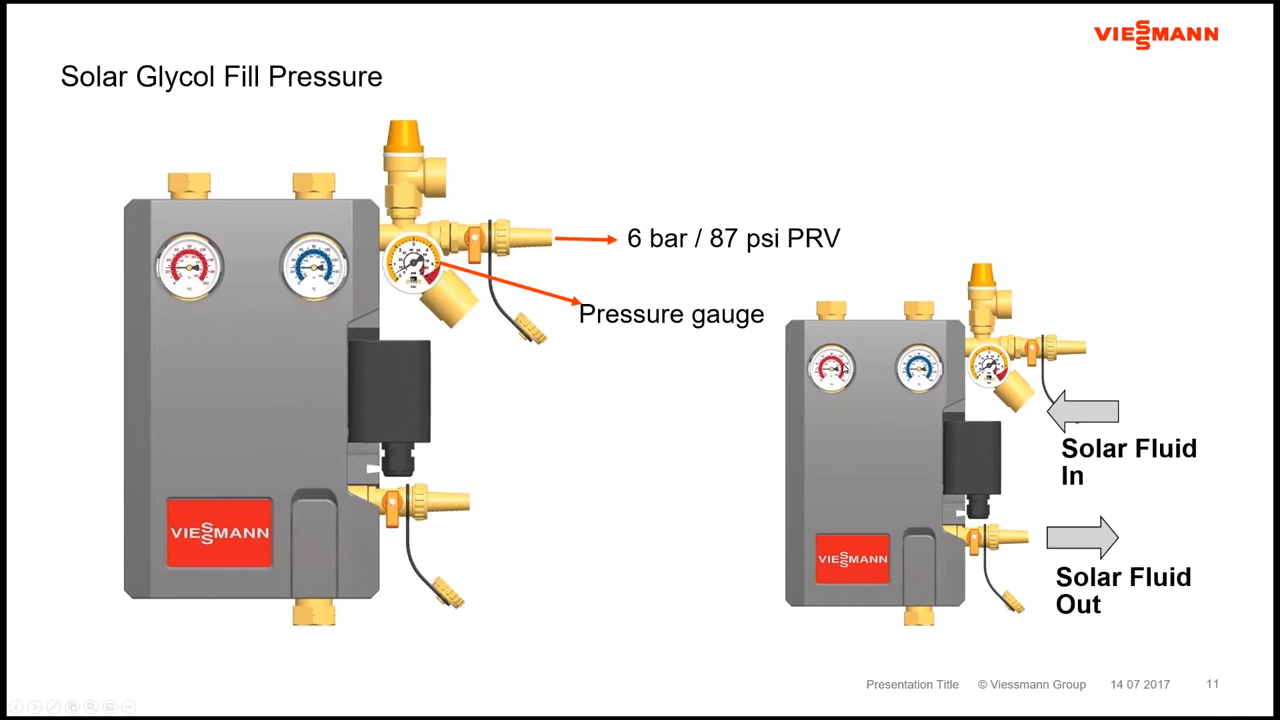 VIESSMANN
Solar Glycol Fill Pressure
6 bar / 87 psi PRV
Pressure gauge
VIESSMANN
VIESSMANN
Solar Fluid
In
Solar Fluid
Out
Presentation Title
© Viessmann Group
14 07 2017
11